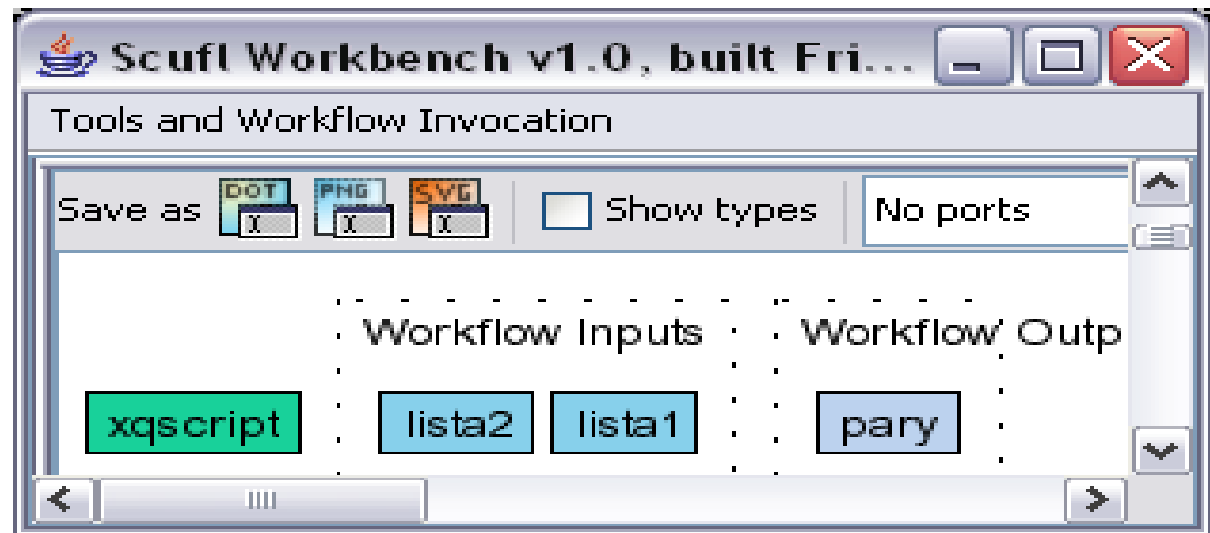 Scufl Workbench v1.0, built Fri...
Tools and Workflow Invocation
Save as DOT PNG SVG Show types No ports
Workflow Inputs Workflow Outp
xqscript lista2 lista1 pary